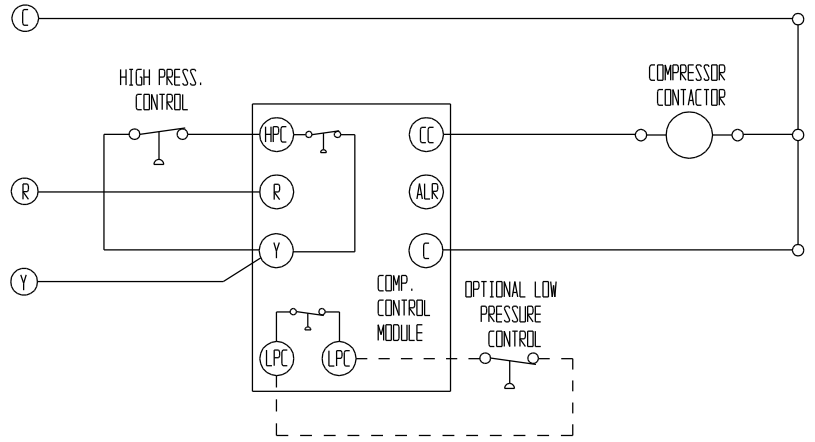 C
HIGH PRESS.
CONTROL
COMPRESSOR
CONTACTOR
HPC
CC
R
R
ALR
Y
C
Y
COMP.
CONTROL
MODULE
OPTIONAL LOW
PRESSURE
CONTROL
LPC
LPC